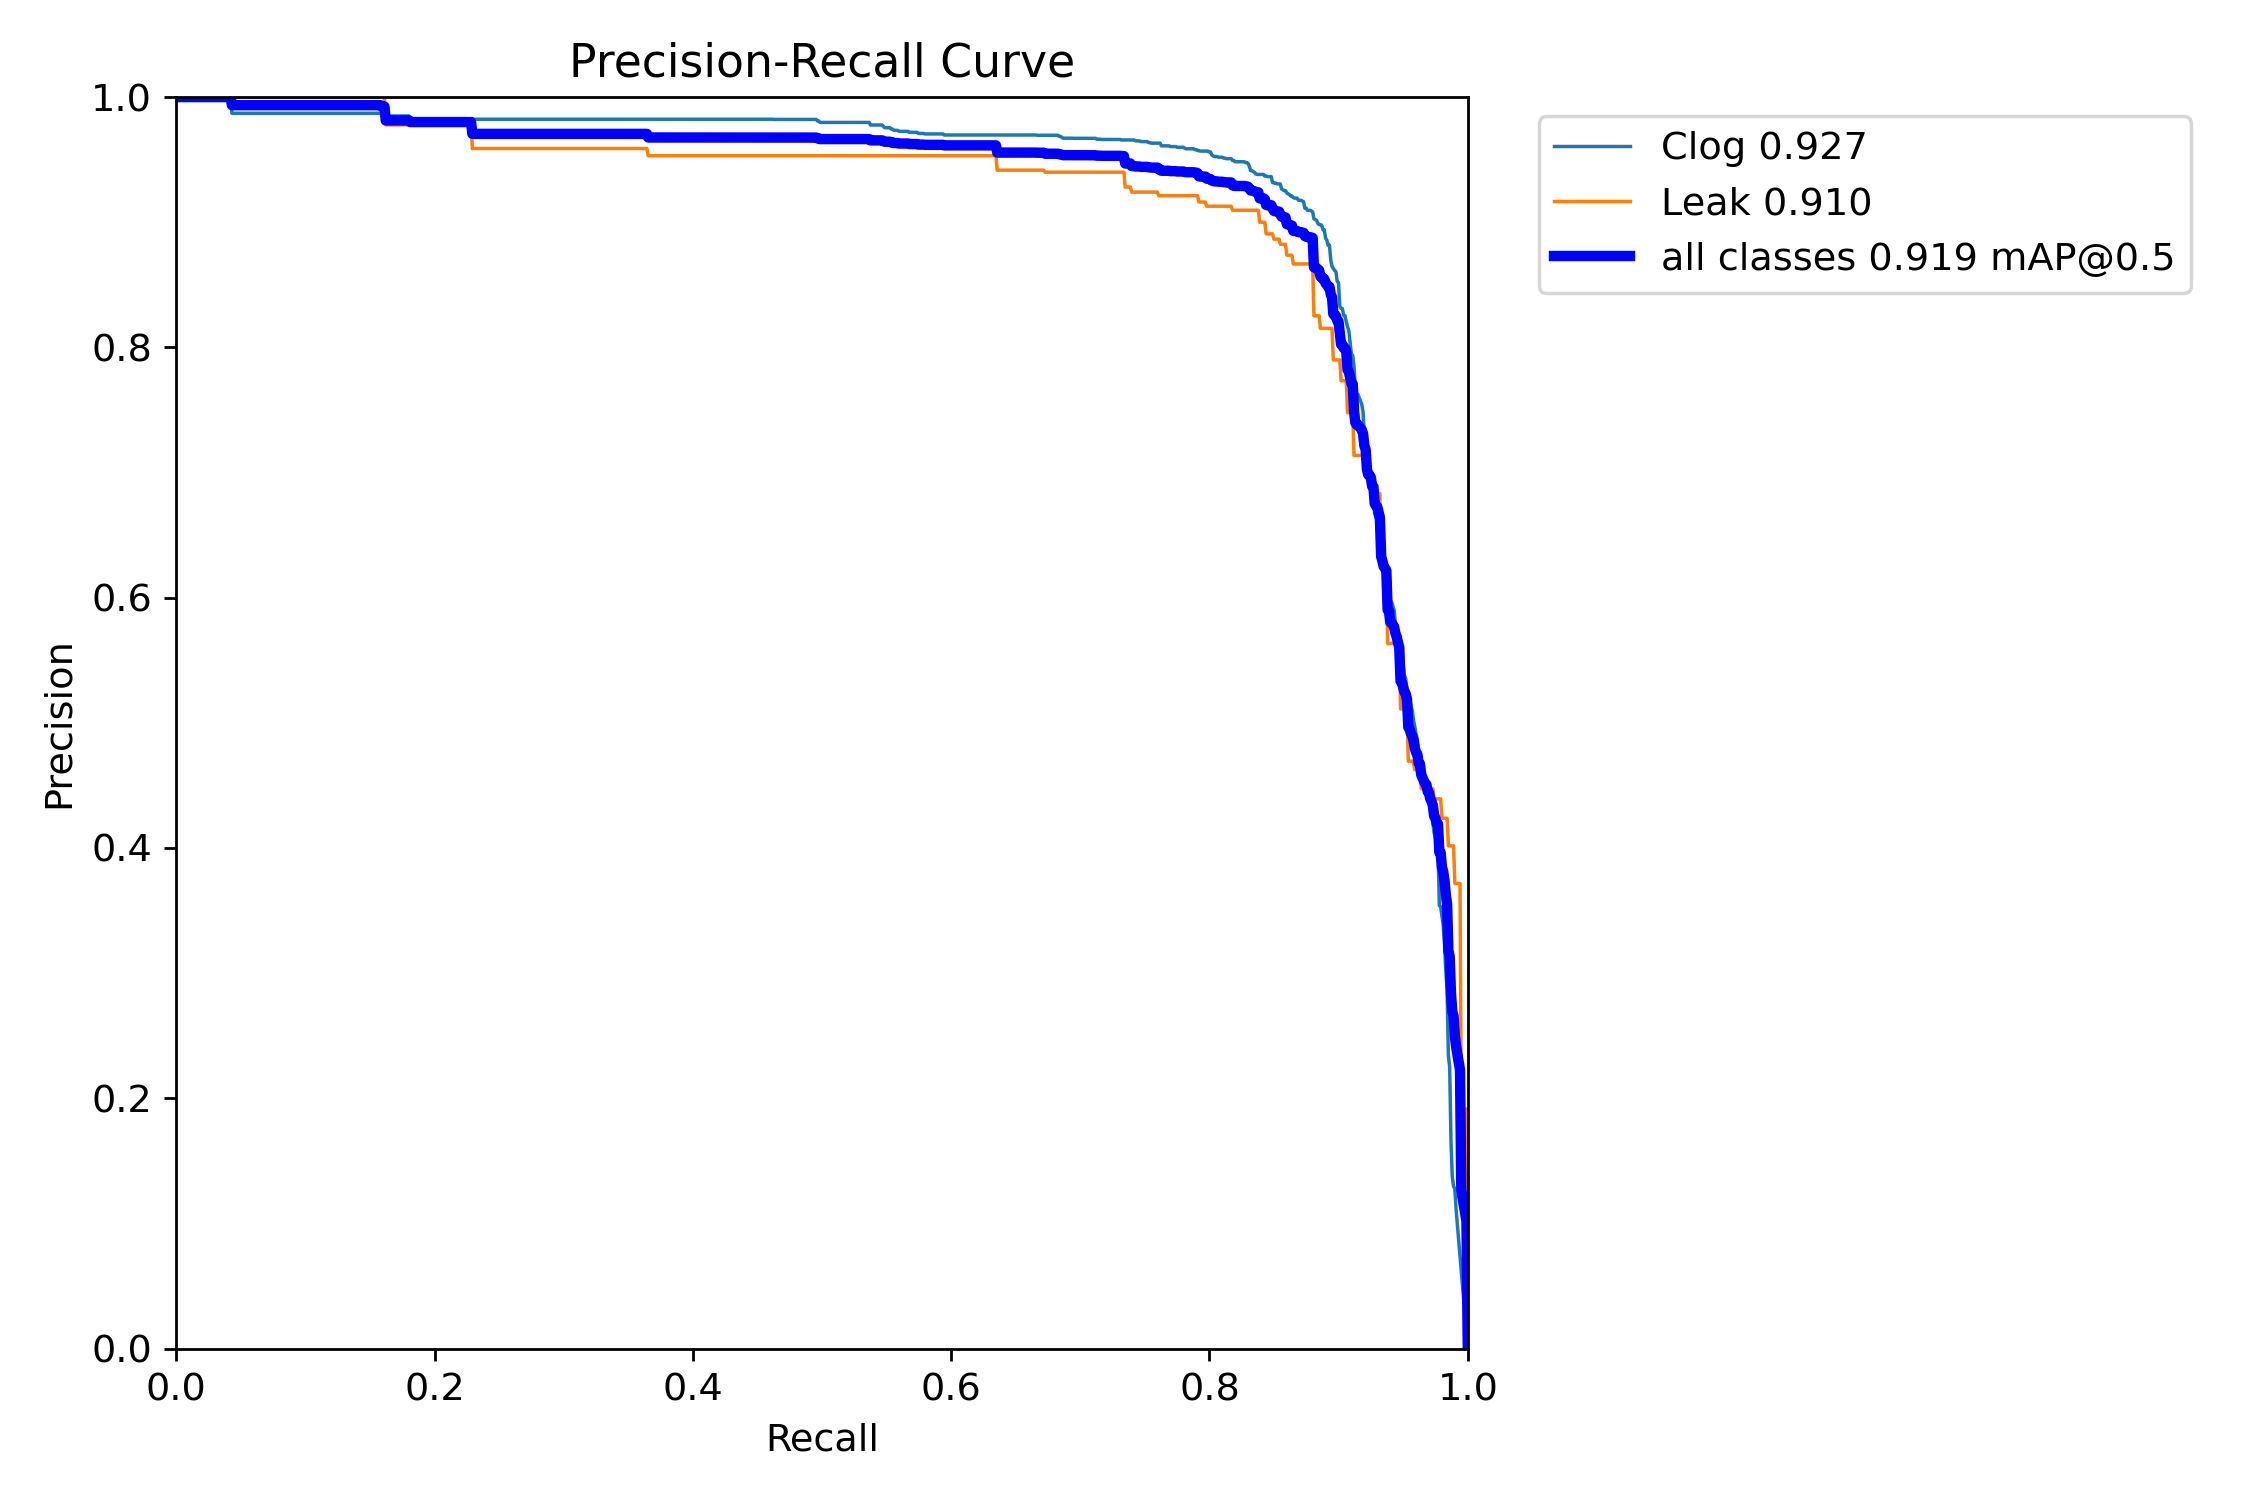 Precision-Recall Curve
1.0
0.8
0.6
0.4
0.2
0.0
Precision
0.0 0.2 0.4 0.6 0.8 1.0
Recall
Clog 0.927
Leak 0.910
all classes 0.919 mAP@0.5